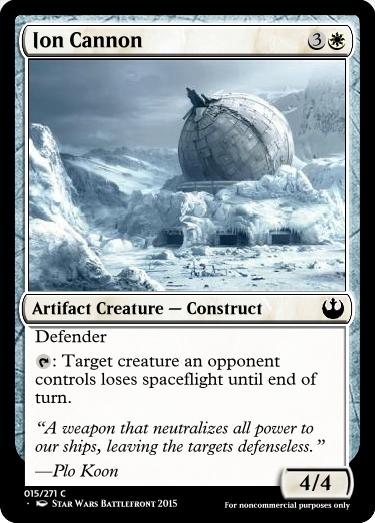 Ion Cannon 3
Artifact Creature — Construct
Defender
: Target creature an opponent
controls loses spaceflight until end of
turn.
“A weapon that neutralizes all power to
our ships, leaving the targets defenseless.”
—Plo Koon
4/4
015/271 C
· STAR WARS BATTLEFRONT 2015
For noncommercial purposes only